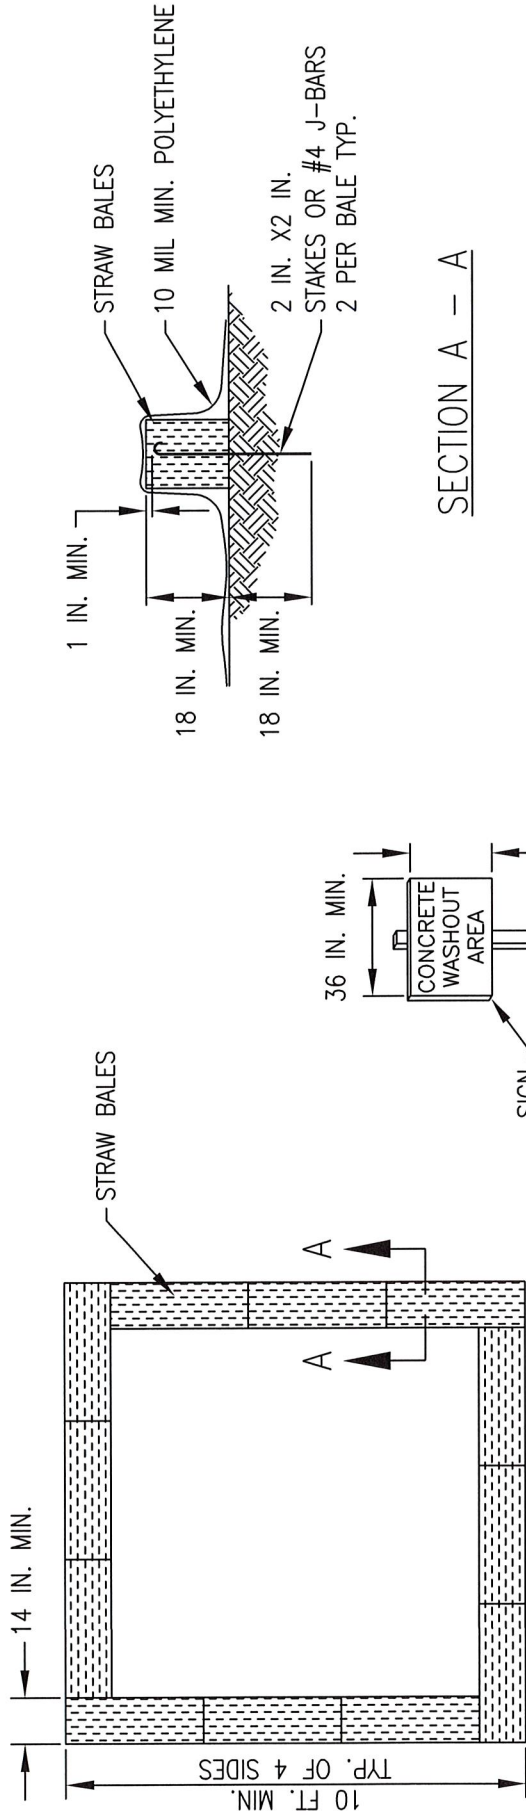 14 IN. MIN.
10 FT. MIN.
TYP. OF 4 SIDES
STRAW BALES
A
A
36 IN. MIN.
CONCRETE
WASHOUT
AREA
1 IN. MIN.
18 IN. MIN.
18 IN. MIN.
STRAW BALES
10 MIL MIN. POLYETHYLENE
2 IN. X2 IN.
STAKES OR #4 J-BARS
2 PER BALE TYP.
SECTION A - A